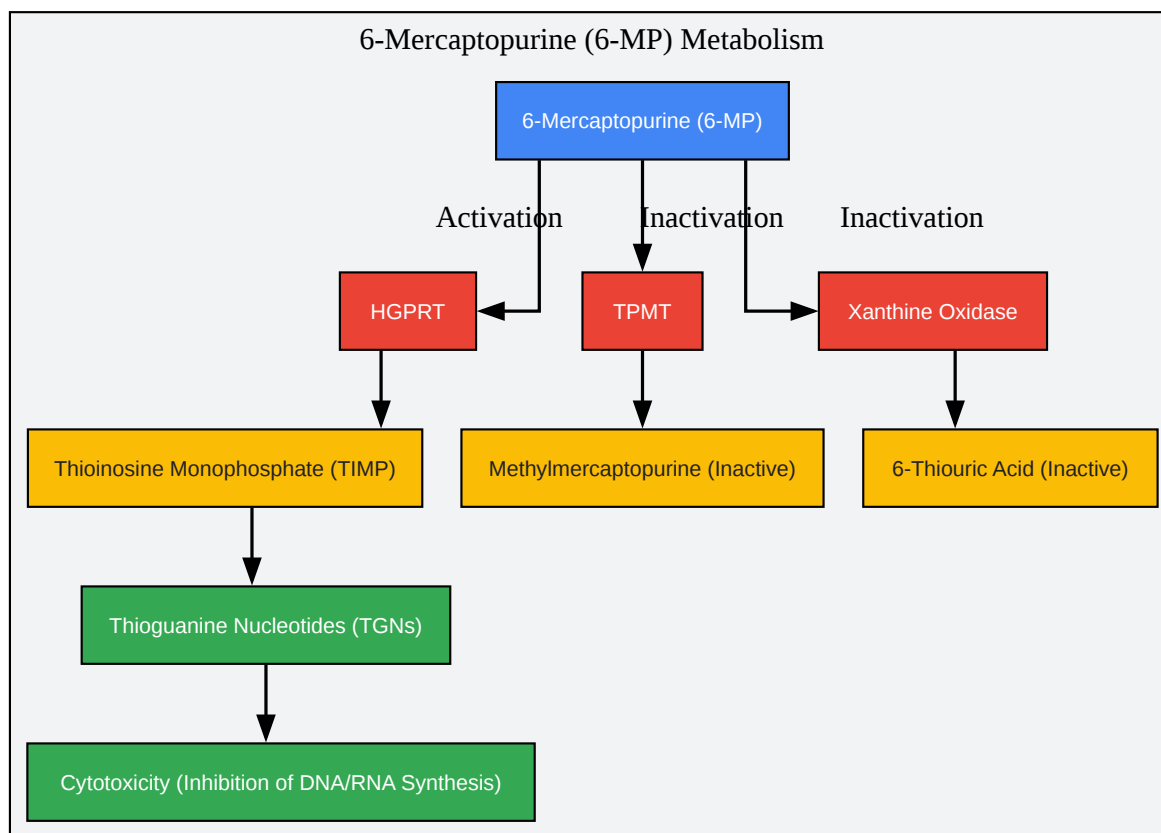 6-Mercaptopurine (6-MP) Metabolism
6-Mercaptopurine (6-MP)
Activation
Inactivation
Inactivation
HGPRT
TPMT
Xanthine Oxidase
Thioinosine Monophosphate (TIMP)
Methylmercaptopurine (Inactive)
6-Thiouric Acid (Inactive)
Thioguanine Nucleotides (TGNs)
Cytotoxicity (Inhibition of DNA/RNA Synthesis)